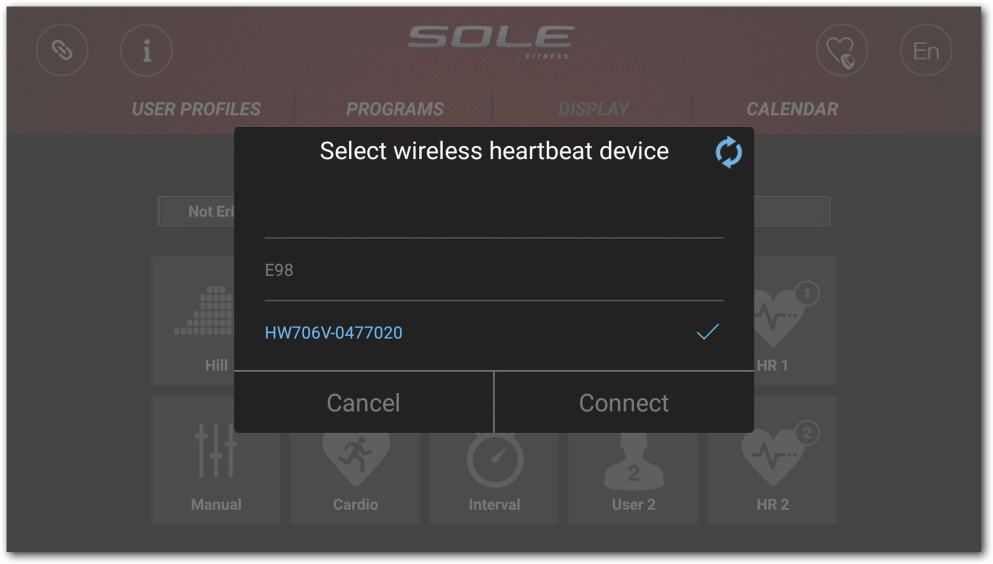 SOLE
FITNESS
En
USER PROFILES
PROGRAMS
DISPLAY
CALENDAR
Select wireless heartbeat device
Not Eri
E98
HW706V-0477020
Cancel
Connect
Hill
1
HR 1
Manual
Cardio
Interval
2
User 2
2
HR 2